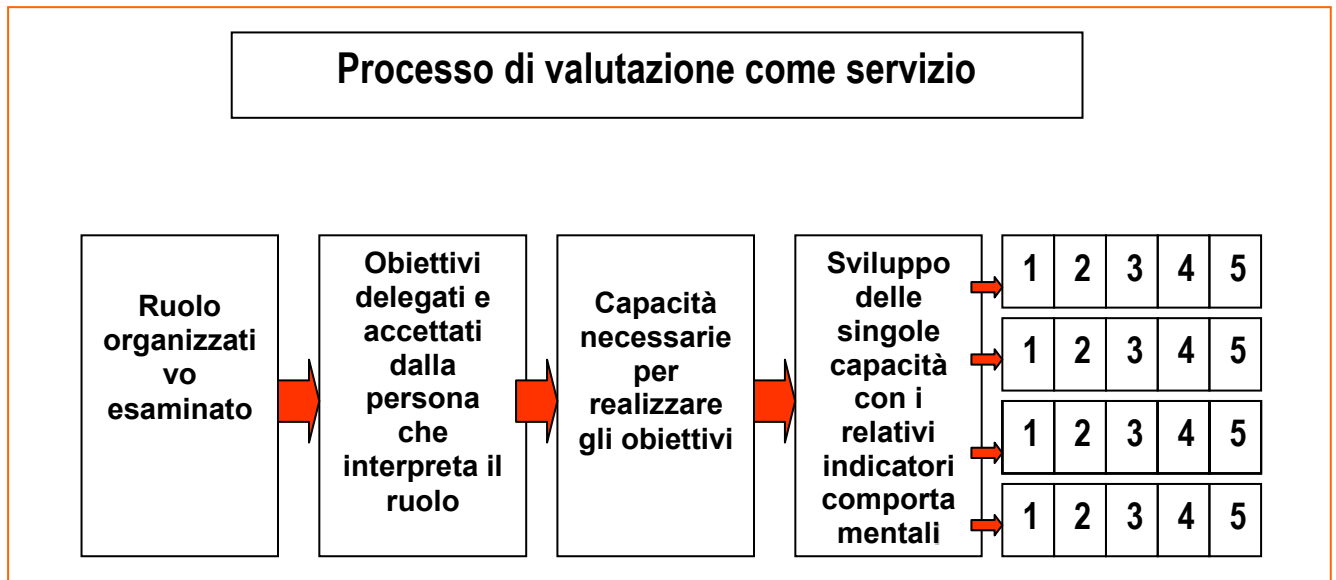 Processo di valutazione come servizio
Ruolo
organizzati
vo
esaminato
Obiettivi
delegati e
accettati
dalla
persona
che
interpreta il
ruolo
Capacità
necessarie
per
realizzare
gli obiettivi
Sviluppo
delle
singole
capacità
con i
relativi
indicatori
comporta
mentali
1 2 3 4 5
1 2 3 4 5
1 2 3 4 5
1 2 3 4 5